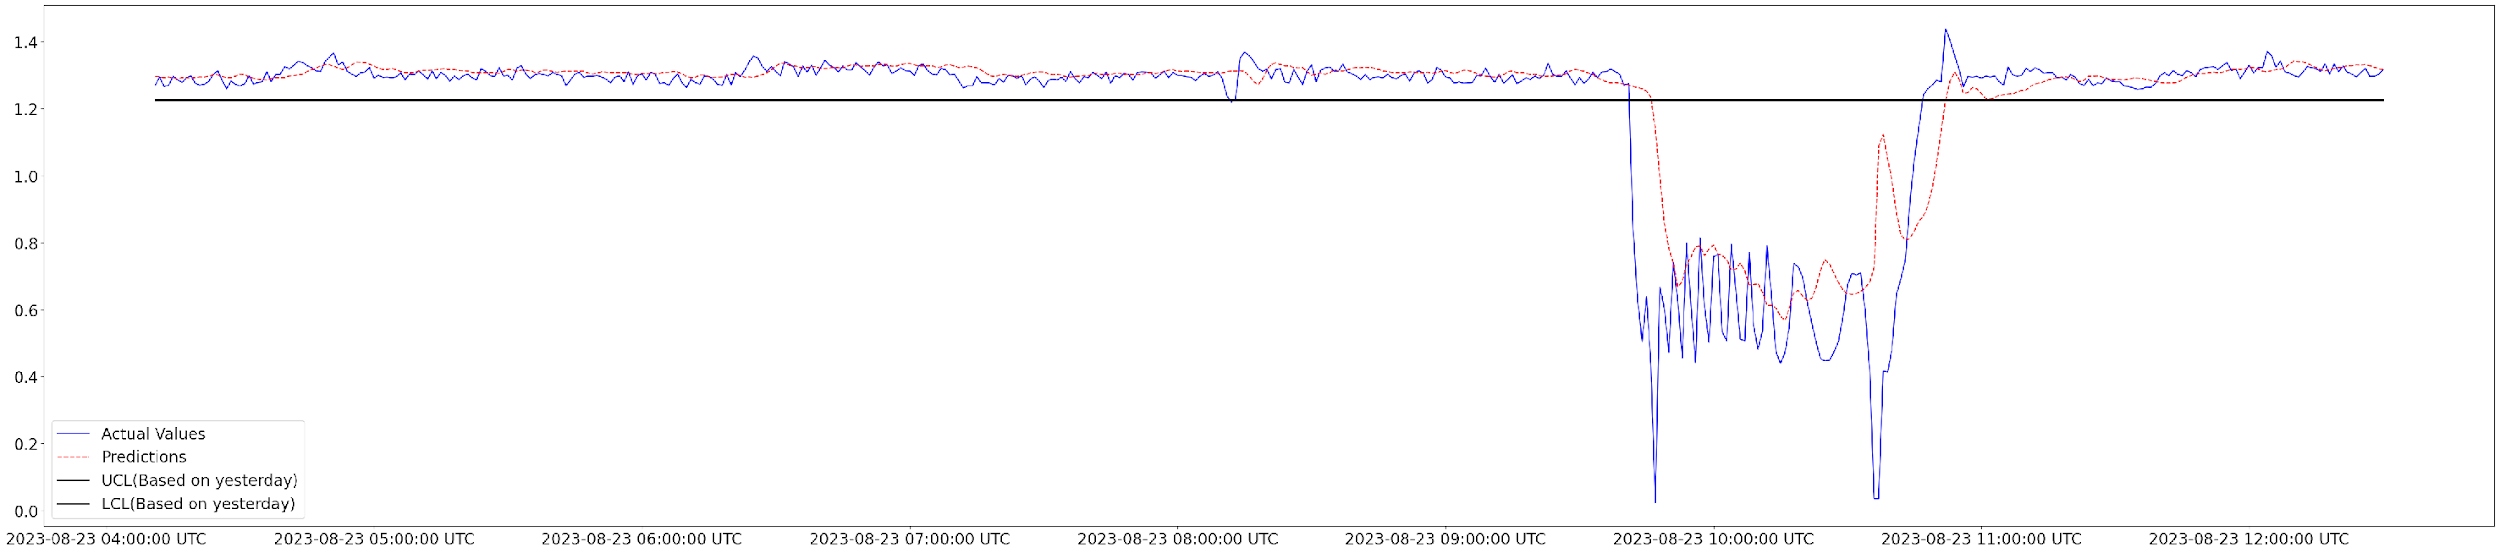 1.4
1.2
1.0
0.8
0.6
0.4
0.2
0.0
Actual Values
Predictions
UCL(Based on yesterday)
LCL(Based on yesterday)
2023-08-23 04:00:00 UTC 2023-08-23 05:00:00 UTC 2023-08-23 06:00:00 UTC 2023-08-23 07:00:00 UTC 2023-08-23 08:00:00 UTC 2023-08-23 09:00:00 UTC 2023-08-23 10:00:00 UTC 2023-08-23 11:00:00 UTC 2023-08-23 12:00:00 UTC